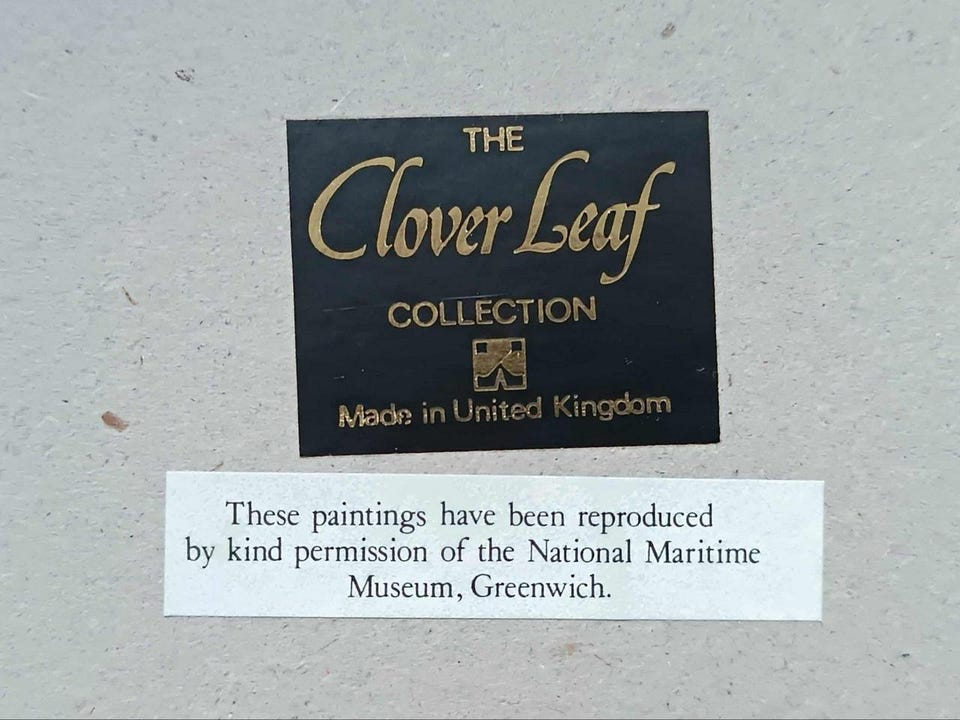 THE
Clover Leaf
COLLECTION
Made in United Kingdom
These paintings have been reproduced
by kind permission of the National Maritime
Museum, Greenwich.